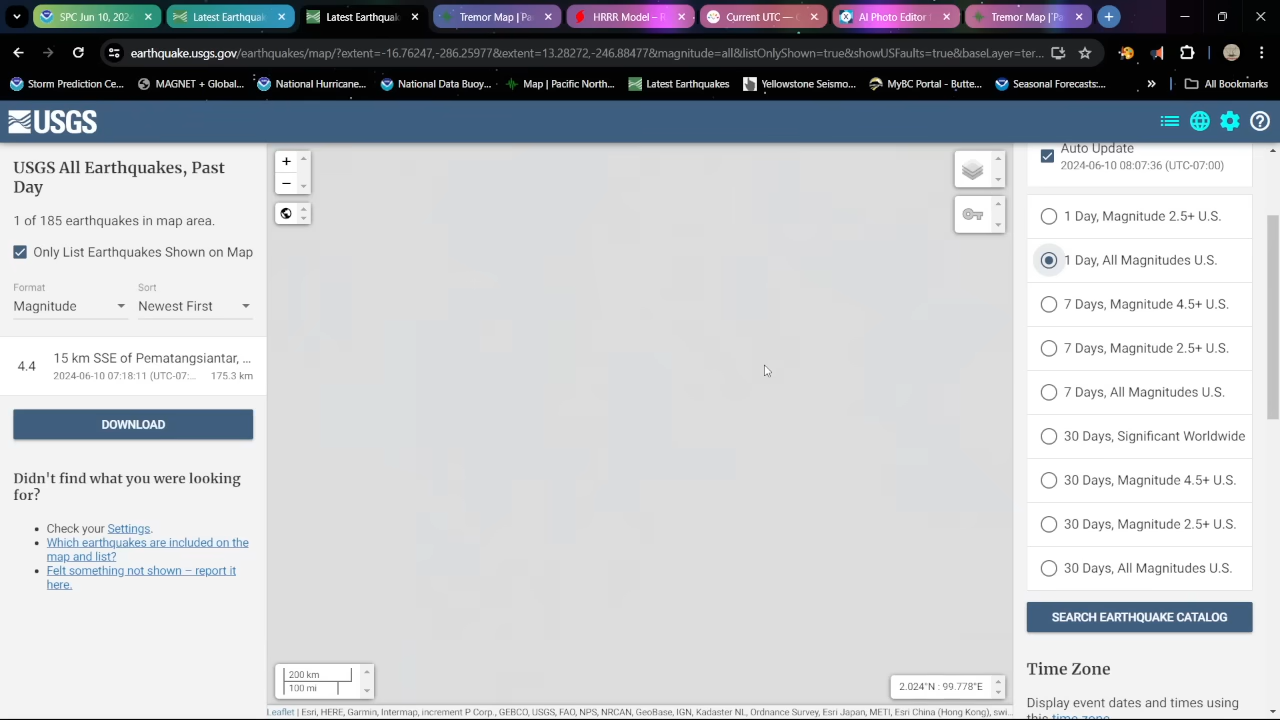 SPC Jun 10, 202
Latest Earthquak
Latest Earthquak
Tremor Map | Pa
HRRR Model – R
Current UTC —
AI Photo Editor
Tremor Map | Pa
earthquake.usgs.gov/earthquakes/map/?extent=-16.76247,-286.25977&extent=13.28272,-246.88477&magnitude=all&listOnlyShown=true&showUSFaults=true&baseLayer=ter...
Storm Prediction Ce...
MAGNET + Global...
National Hurricane...
National Data Buoy...
Map | Pacific North...
Latest Earthquakes
Yellowstone Seismo...
MyBC Portal - Butte...
Seasonal Forecasts:...
»
All Bookmarks
USGS
USGS All Earthquakes, Past
Day
1 of 185 earthquakes in map area.
Only List Earthquakes Shown on Map
Format
Sort
Magnitude
Newest First
4.4
15 km SSE of Pematangsiantar, ...
2024-06-10 07:18:11 (UTC-07:...
175.3 km
DOWNLOAD
Didn't find what you were looking
for?
• Check your Settings.
• Which earthquakes are included on the
map and list?
• Felt something not shown – report it
here.
+
−
200 km
100 mi
2.024°N : 99.778°E
Leaflet | Esri, HERE, Garmin, Intermap, increment P Corp., GEBCO, USGS, FAO, NPS, NRCAN, GeoBase, IGN, Kadaster NL, Ordnance Survey, Esri Japan, METI, Esri China (Hong Kong), swi...
Auto Update
2024-06-10 08:07:36 (UTC-07:00)
1 Day, Magnitude 2.5+ U.S.
1 Day, All Magnitudes U.S.
7 Days, Magnitude 4.5+ U.S.
7 Days, Magnitude 2.5+ U.S.
7 Days, All Magnitudes U.S.
30 Days, Significant Worldwide
30 Days, Magnitude 4.5+ U.S.
30 Days, Magnitude 2.5+ U.S.
30 Days, All Magnitudes U.S.
SEARCH EARTHQUAKE CATALOG
Time Zone
Display event dates and times using
this time zone.